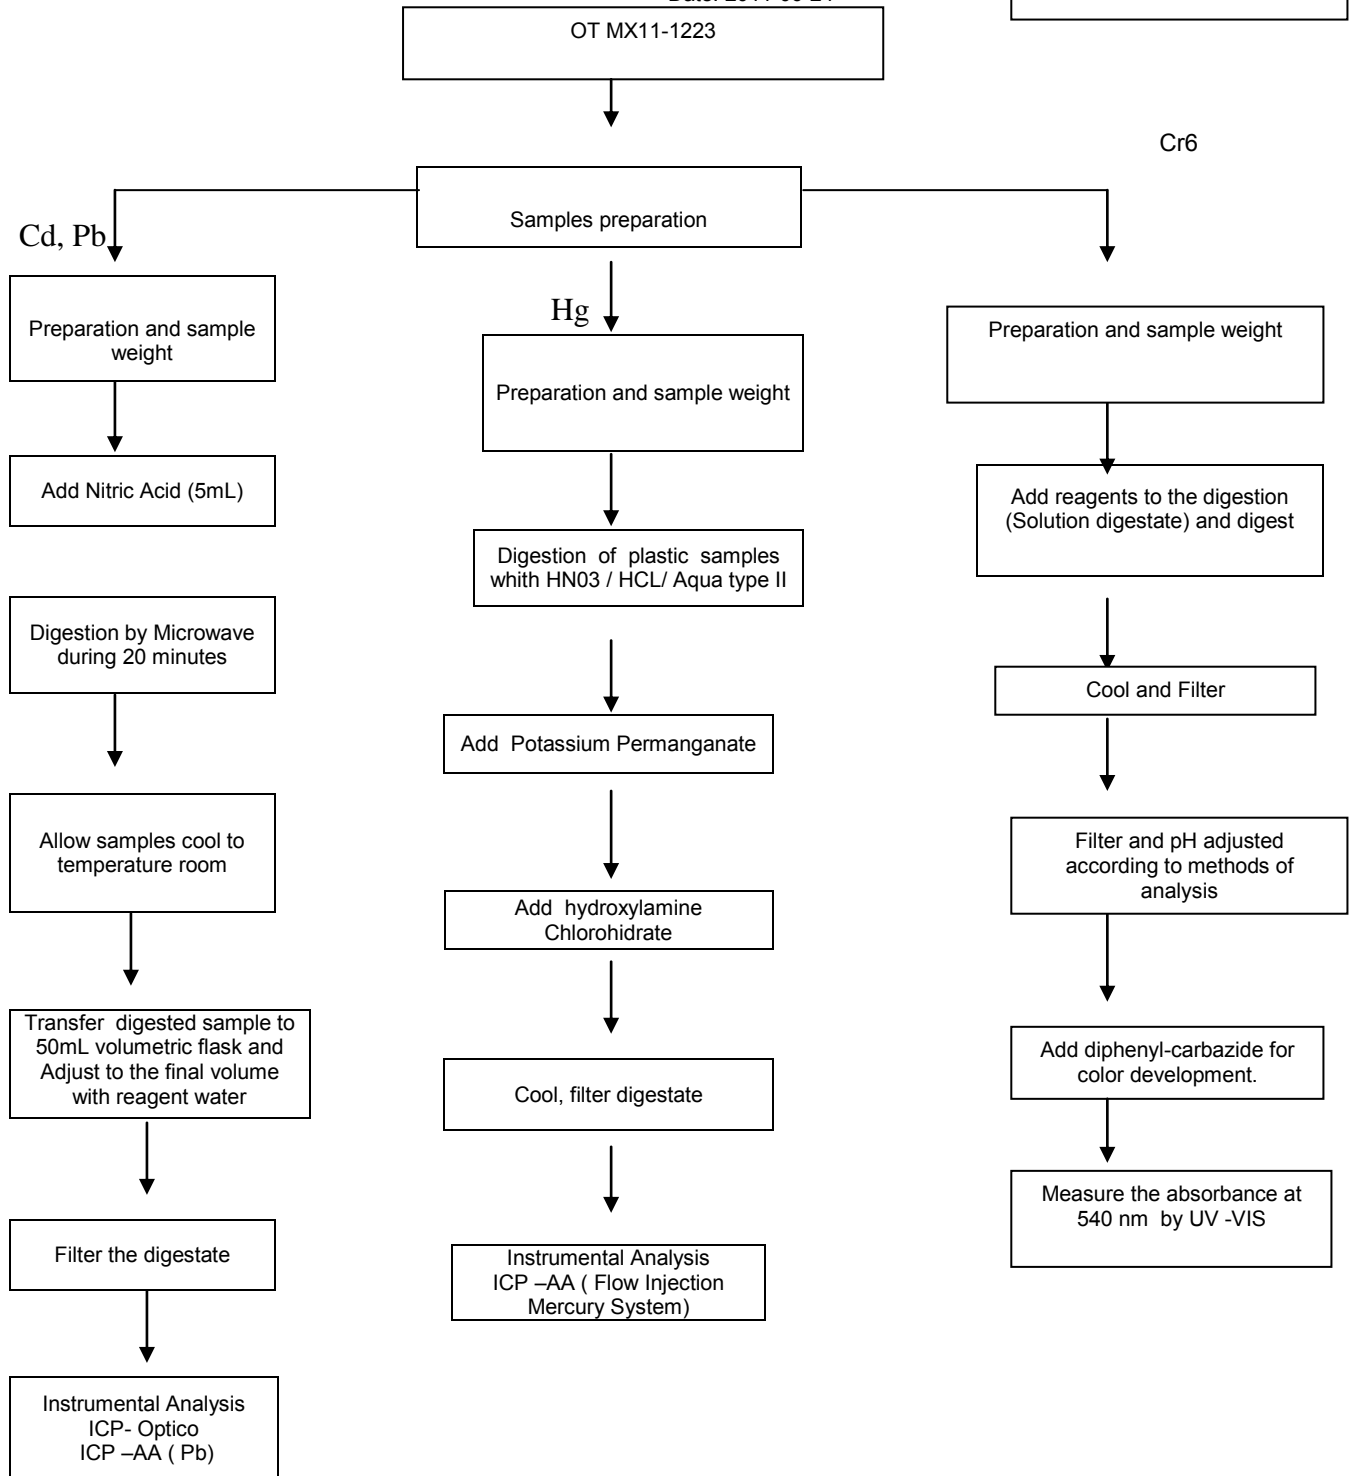 OT MX11-1223
Cr6
Samples preparation
Cd, Pb
Preparation and sample
weight
Add Nitric Acid (5mL)
Digestion by Microwave
during 20 minutes
Allow samples cool to
temperature room
Transfer digested sample to
50mL volumetric flask and
Adjust to the final volume
with reagent water
Filter the digestate
Instrumental Analysis
ICP- Optico
ICP –AA ( Pb)
Hg
Preparation and sample weight
Digestion of plastic samples
whith HN03 / HCL/ Aqua type II
Add Potassium Permanganate
Add hydroxylamine
Chlorohidrate
Cool, filter digestate
Instrumental Analysis
ICP –AA ( Flow Injection
Mercury System)
Preparation and sample weight
Add reagents to the digestion
(Solution digestate) and digest
Cool and Filter
Filter and pH adjusted
according to methods of
analysis
Add diphenyl-carbazide for
color development.
Measure the absorbance at
540 nm by UV -VIS